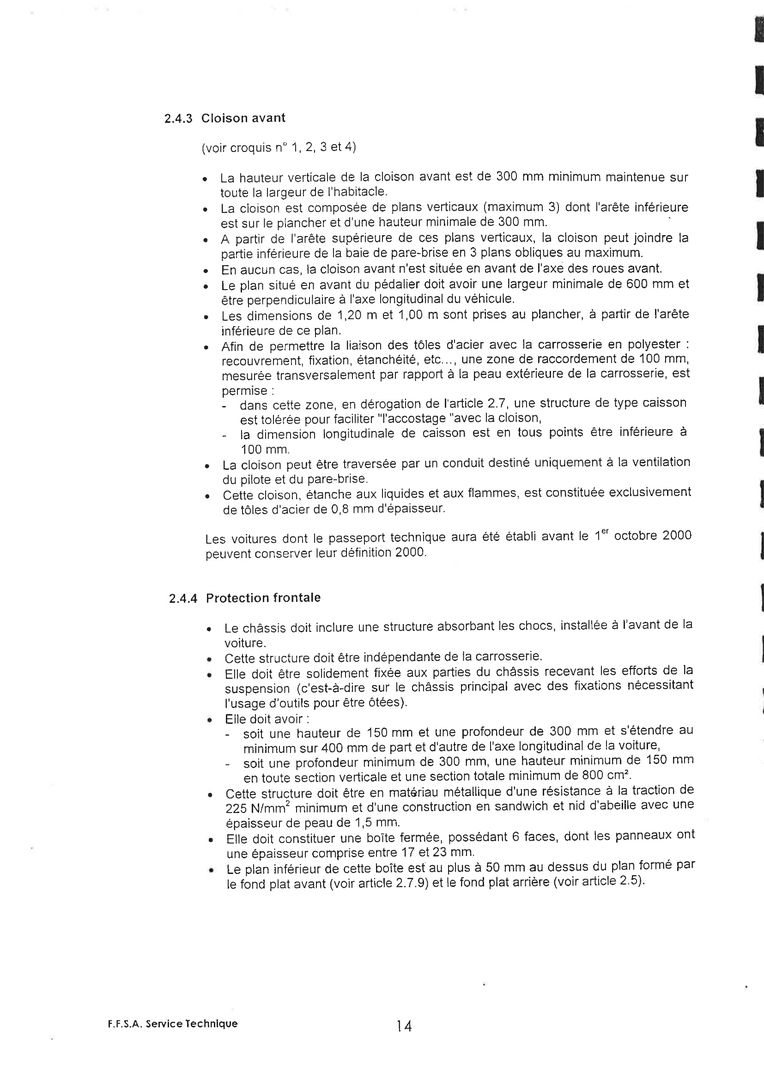 2.4.3 Cloison avant
(voir croquis n° 1, 2, 3 et 4)
• La hauteur verticale de la cloison avant est de 300 mm minimum maintenue sur
toute la largeur de l'habitacle.
• La cloison est composée de plans verticaux (maximum 3) dont l'arête inférieure
est sur le plancher et d'une hauteur minimale de 300 mm.
• A partir de l'arête supérieure de ces plans verticaux, la cloison peut joindre la
partie inférieure de la baie de pare-brise en 3 plans obliques au maximum.
• En aucun cas, la cloison avant n'est située en avant de l'axe des roues avant.
• Le plan situé en avant du pédalier doit avoir une largeur minimale de 600 mm et
être perpendiculaire à l'axe longitudinal du véhicule.
• Les dimensions de 1,20 m et 1,00 m sont prises au plancher, à partir de l'arête
inférieure de ce plan.
• Afin de permettre la liaison des tôles d'acier avec la carrosserie en polyester :
recouvrement, fixation, étanchéité, etc..., une zone de raccordement de 100 mm,
mesurée transversalement par rapport à la peau extérieure de la carrosserie, est
permise :
- dans cette zone, en dérogation de l'article 2.7, une structure de type caisson
est tolérée pour faciliter "l'accostage "avec la cloison,
- la dimension longitudinale de caisson est en tous points être inférieure à
100 mm.
• La cloison peut être traversée par un conduit destiné uniquement à la ventilation
du pilote et du pare-brise.
• Cette cloison, étanche aux liquides et aux flammes, est constituée exclusivement
de tôles d'acier de 0,8 mm d'épaisseur.
Les voitures dont le passeport technique aura été établi avant le 1er octobre 2000
peuvent conserver leur définition 2000.
2.4.4 Protection frontale
• Le châssis doit inclure une structure absorbant les chocs, installée à l'avant de la
voiture.
• Cette structure doit être indépendante de la carrosserie.
• Elle doit être solidement fixée aux parties du châssis recevant les efforts de la
suspension (c'est-à-dire sur le châssis principal avec des fixations nécessitant
l'usage d'outils pour être ôtées).
• Elle doit avoir :
- soit une hauteur de 150 mm et une profondeur de 300 mm et s'étendre au
minimum sur 400 mm de part et d'autre de l'axe longitudinal de la voiture,
- soit une profondeur minimum de 300 mm, une hauteur minimum de 150 mm
en toute section verticale et une section totale minimum de 800 cm².
• Cette structure doit être en matériau métallique d'une résistance à la traction de
225 N/mm² minimum et d'une construction en sandwich et nid d'abeille avec une
épaisseur de peau de 1,5 mm.
• Elle doit constituer une boîte fermée, possédant 6 faces, dont les panneaux ont
une épaisseur comprise entre 17 et 23 mm.
• Le plan inférieur de cette boîte est au plus à 50 mm au dessus du plan formé par
le fond plat avant (voir article 2.7.9) et le fond plat arrière (voir article 2.5).
F.F.S.A. Service Technique
14